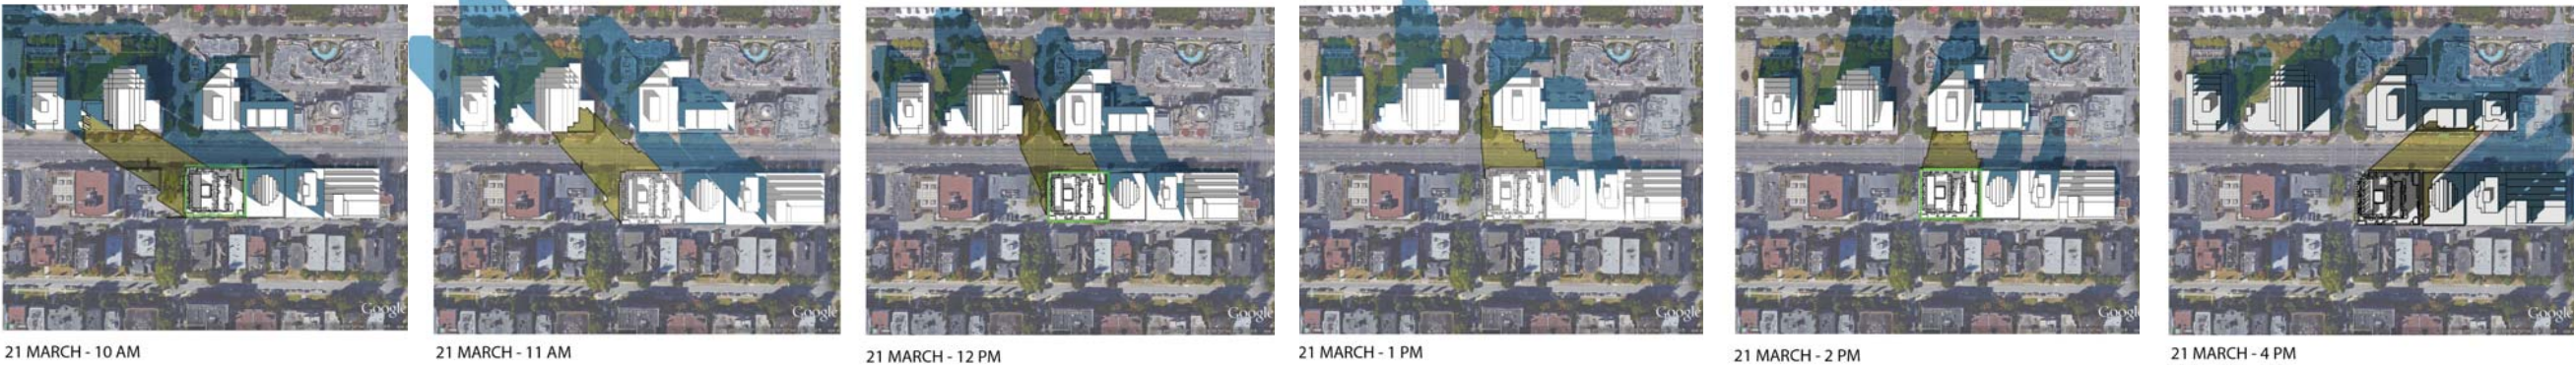 Google
Google
Google
Google
Google
Google
21 MARCH - 10 AM
21 MARCH - 11 AM
21 MARCH - 12 PM
21 MARCH - 1 PM
21 MARCH - 2 PM
21 MARCH - 4 PM